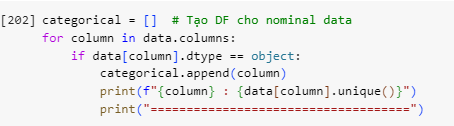 [202] categorical = []  # Tạo DF cho nominal data
for column in data.columns:
    if data[column].dtype == object:
        categorical.append(column)
        print(f"{column} : {data[column].unique()}")
        print("====================================")